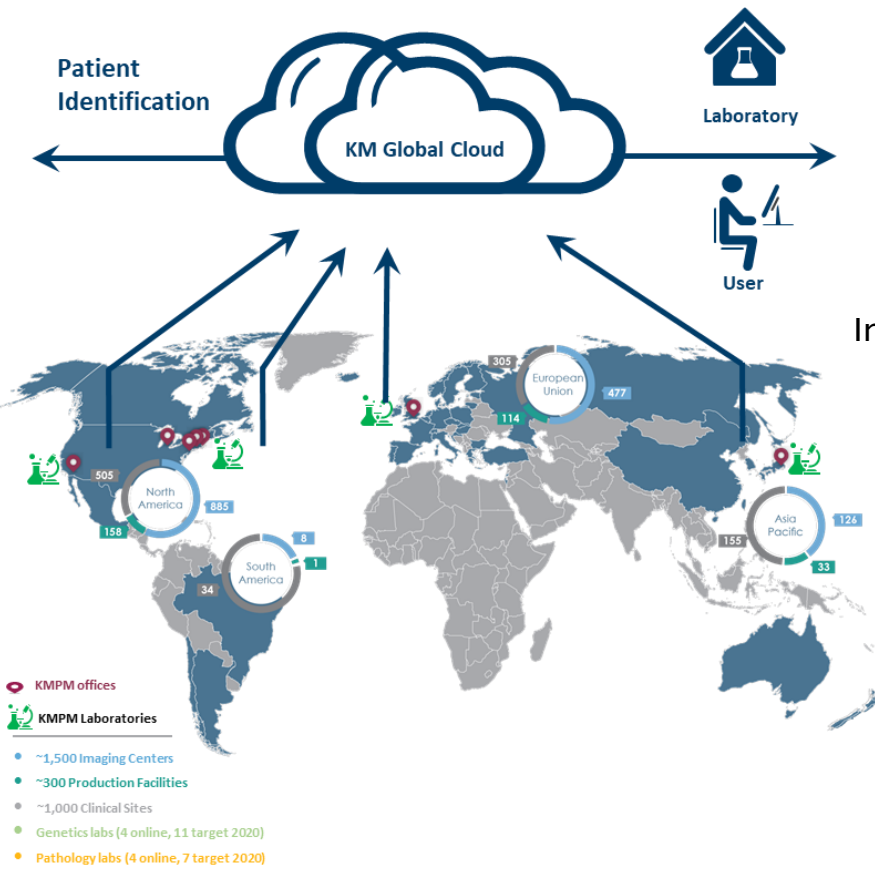 Patient
Identification
KM Global Cloud
Laboratory
User
In
305
European
Union
477
114
505
North
America
885
158
8
1
South
America
34
126
Asia
Pacific
155
33
KMPM offices
KMPM Laboratories
~1,500 Imaging Centers
~300 Production Facilities
~1,000 Clinical Sites
Genetics labs (4 online, 11 target 2020)
Pathology labs (4 online, 7 target 2020)